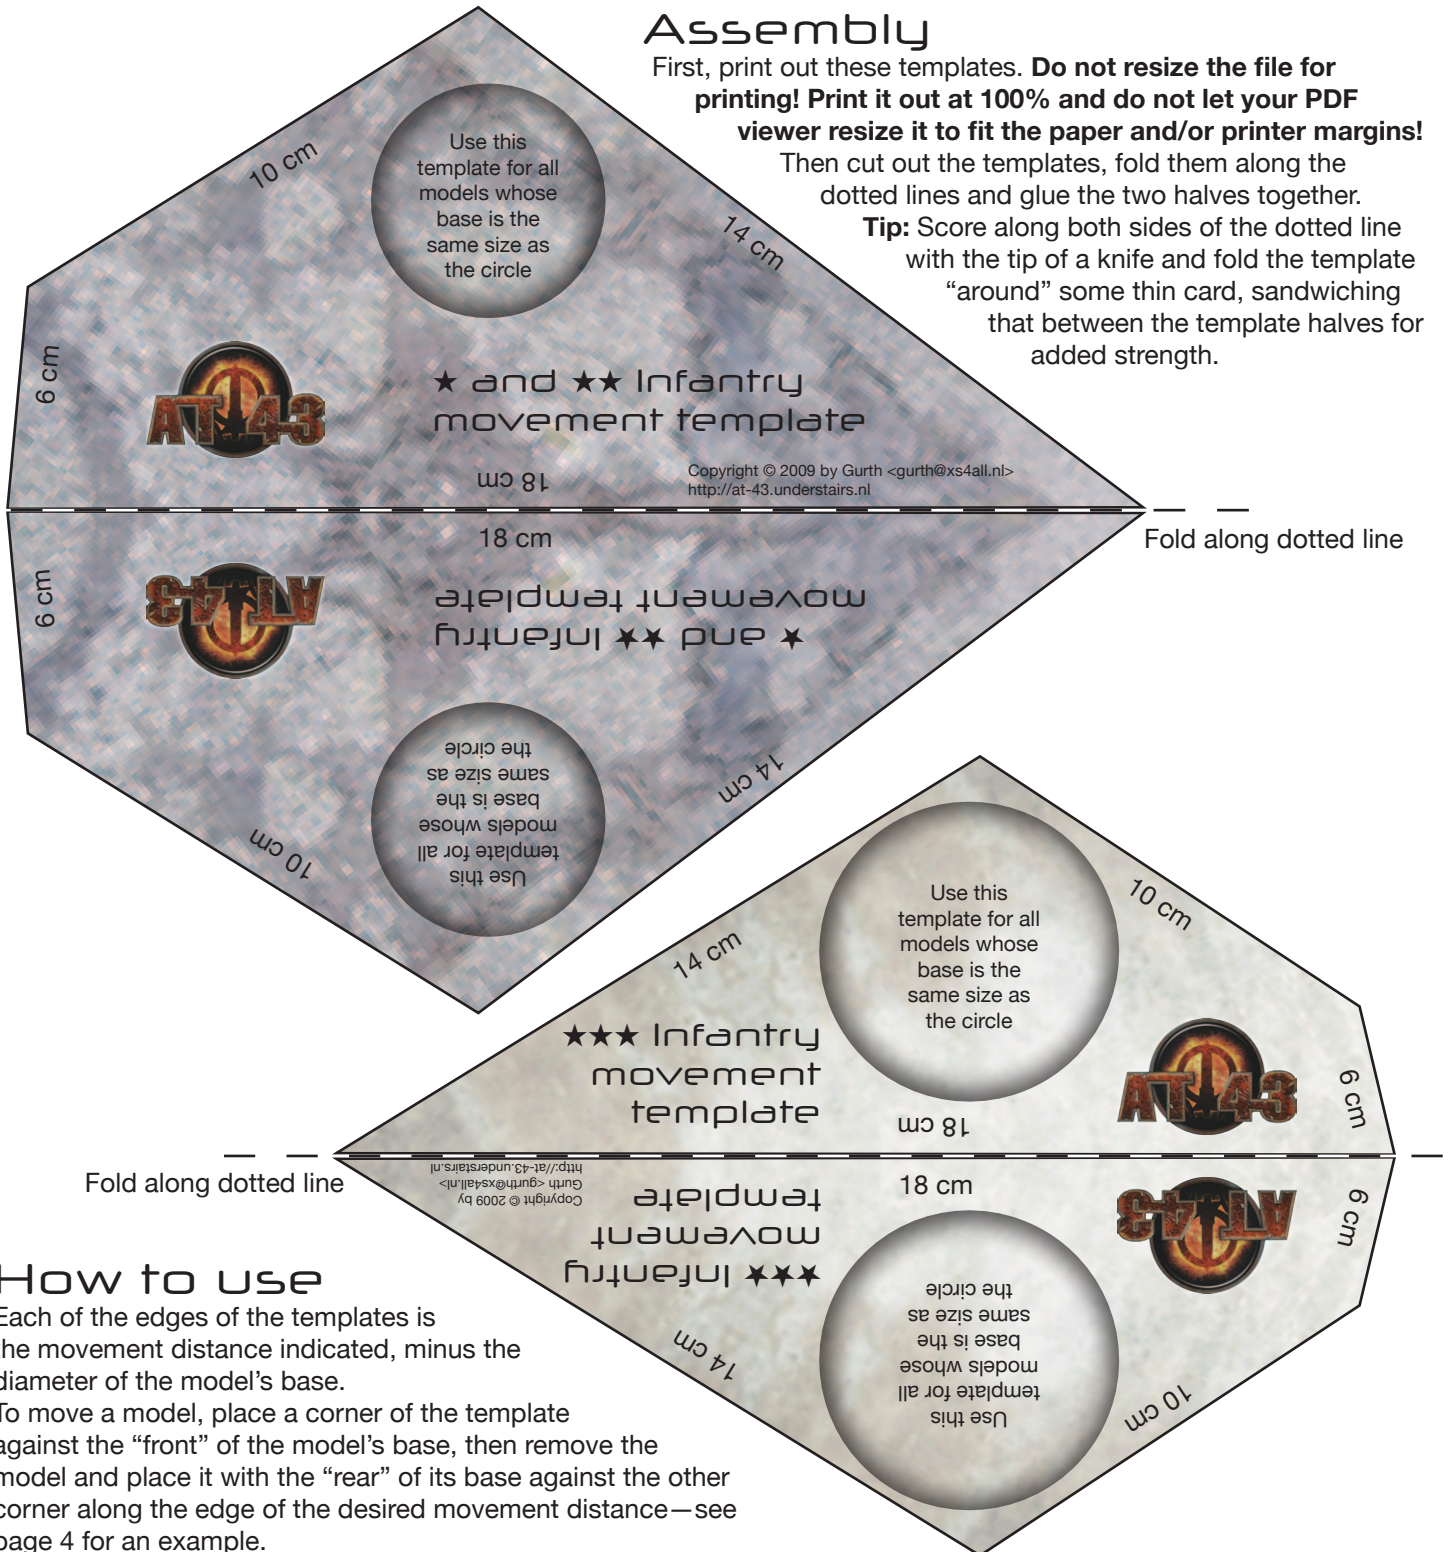 Assembly
First, print out these templates. Do not resize the file for
printing! Print it out at 100% and do not let your PDF
viewer resize it to fit the paper and/or printer margins!
Then cut out the templates, fold them along the
dotted lines and glue the two halves together.
Tip: Score along both sides of the dotted line
with the tip of a knife and fold the template
“around” some thin card, sandwiching
that between the template halves for
added strength.
10 cm
Use this
template for all
models whose
base is the
same size as
the circle
14 cm
6 cm
AT-43
★ and ★★ Infantry
movement template
18 cm
Copyright © 2009 by Gurth <gurth@xs4all.nl>
http://at-43.understairs.nl
Fold along dotted line
18 cm
6 cm
AT-43
★ and ★★ Infantry
movement template
14 cm
10 cm
Use this
template for all
models whose
base is the
same size as
the circle
14 cm
Use this
template for all
models whose
base is the
same size as
the circle
10 cm
★★★ Infantry
movement
template
18 cm
AT-43
6 cm
Fold along dotted line
Copyright © 2009 by
Gurth <gurth@xs4all.nl>
http://at-43.understairs.nl
★★★ Infantry
movement
template
18 cm
AT-43
6 cm
14 cm
Use this
template for all
models whose
base is the
same size as
the circle
10 cm
How to use
Each of the edges of the templates is
the movement distance indicated, minus the
diameter of the model’s base.
To move a model, place a corner of the template
against the “front” of the model’s base, then remove the
model and place it with the “rear” of its base against the other
corner along the edge of the desired movement distance—see
page 4 for an example.